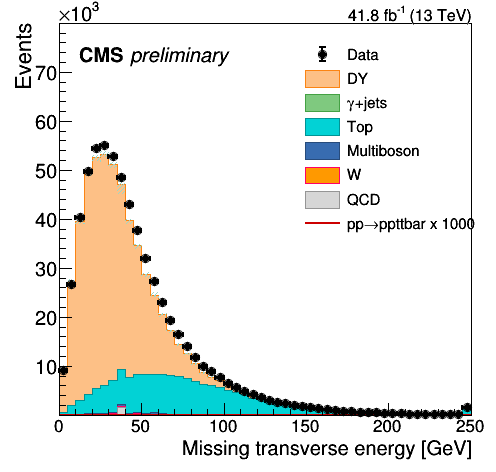 ×10³
41.8 fb⁻¹ (13 TeV)
Events
CMS preliminary
Data
DY
γ+jets
Top
Multiboson
W
QCD
pp→ppttbar x 1000
70
60
50
40
30
20
10
0 50 100 150 200 250
Missing transverse energy [GeV]